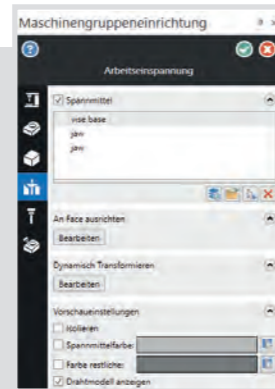 Maschinengruppeneinrichtung
Arbeitseinspannung
Spannmittel
vise base
jaw
jaw
An Face ausrichten
Bearbeiten
Dynamisch Transformieren
Bearbeiten
Vorschaueinstellungen
Isolieren
Spannmittelfarbe:
Farbe restliche:
Drahtmodell anzeigen